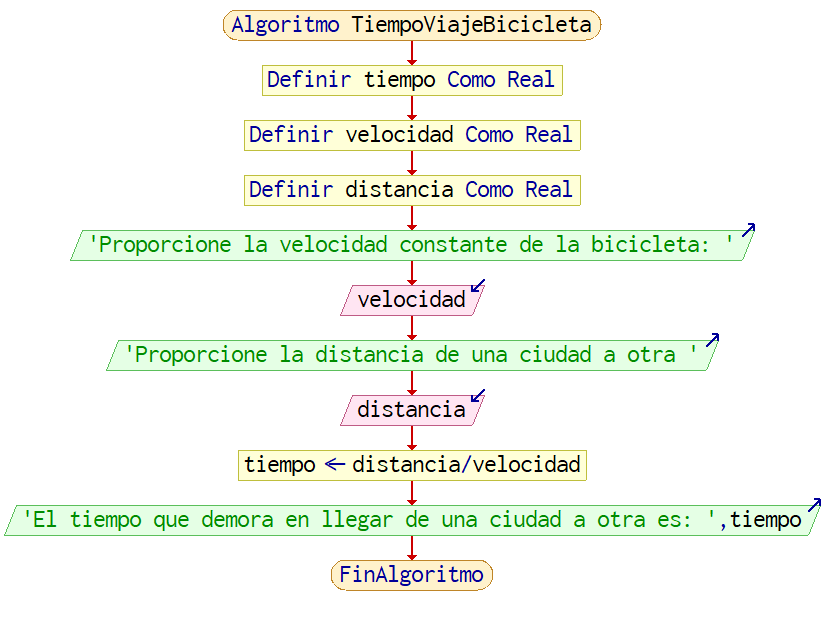 Algoritmo TiempoViajeBicicleta
Definir tiempo Como Real
Definir velocidad Como Real
Definir distancia Como Real
'Proporcione la velocidad constante de la bicicleta: '
velocidad
'Proporcione la distancia de una ciudad a otra '
distancia
tiempo ← distancia/velocidad
'El tiempo que demora en llegar de una ciudad a otra es: ',tiempo
FinAlgoritmo